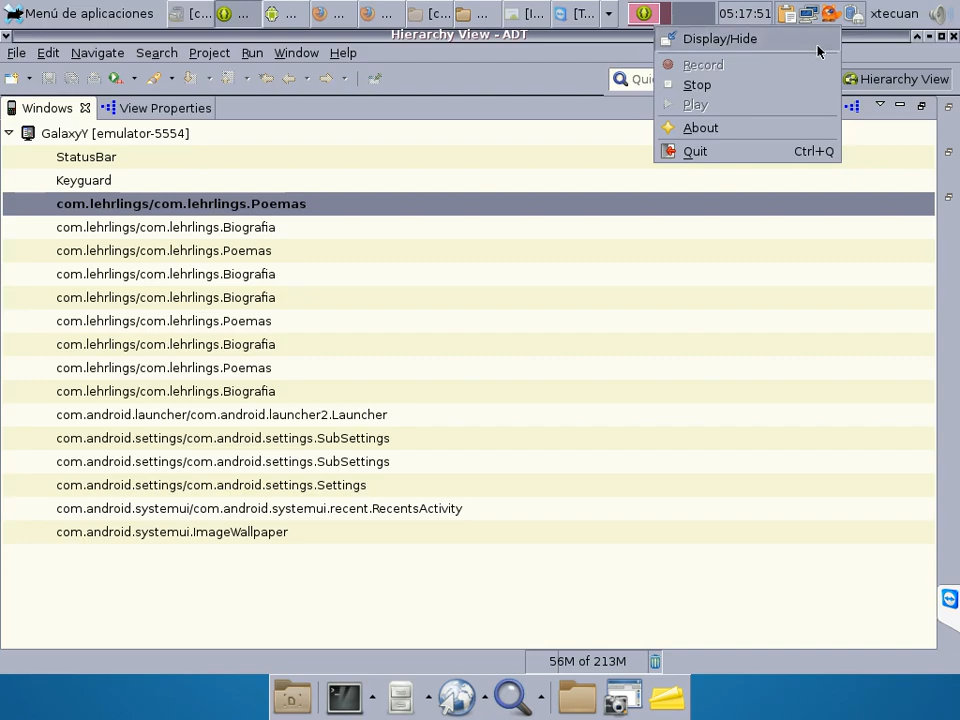 Menú de aplicaciones
[c...
...
...
...
...
[c...
...
[I...
[T...
05:17:51
xtecuan
Hierarchy View - ADT
File Edit Navigate Search Project Run Window Help
Quic
Hierarchy View
Display/Hide
Record
Stop
Play
About
Quit Ctrl+Q
Windows
View Properties
GalaxyY [emulator-5554]
StatusBar
Keyguard
com.lehrlings/com.lehrlings.Poemas
com.lehrlings/com.lehrlings.Biografia
com.lehrlings/com.lehrlings.Poemas
com.lehrlings/com.lehrlings.Biografia
com.lehrlings/com.lehrlings.Biografia
com.lehrlings/com.lehrlings.Poemas
com.lehrlings/com.lehrlings.Biografia
com.lehrlings/com.lehrlings.Poemas
com.lehrlings/com.lehrlings.Biografia
com.android.launcher/com.android.launcher2.Launcher
com.android.settings/com.android.settings.SubSettings
com.android.settings/com.android.settings.SubSettings
com.android.settings/com.android.settings.Settings
com.android.systemui/com.android.systemui.recent.RecentsActivity
com.android.systemui.ImageWallpaper
56M of 213M
D